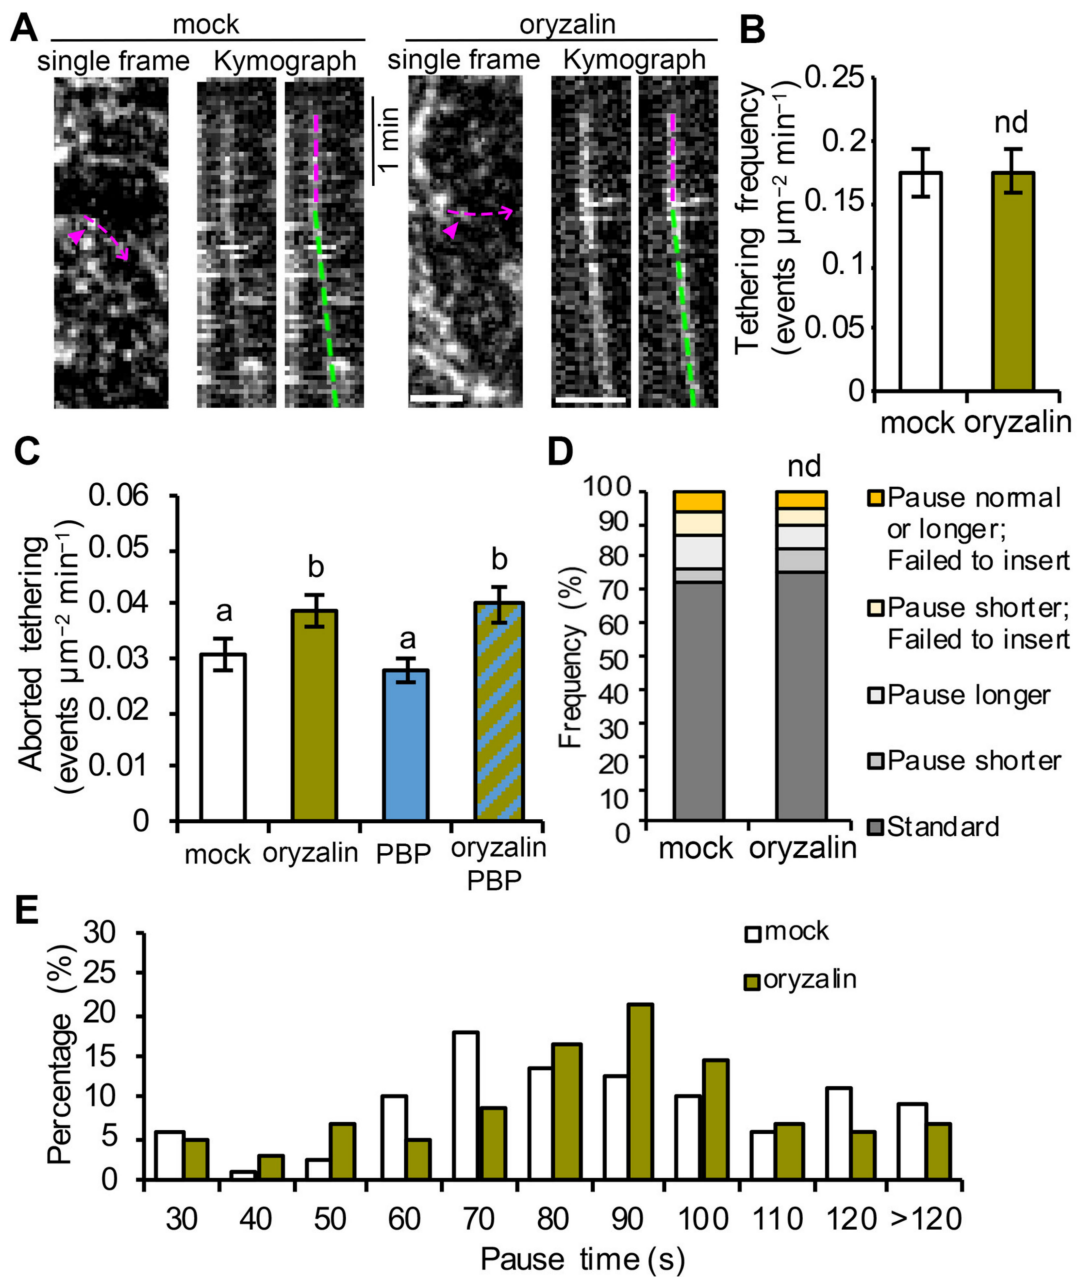 A
mock
oryzalin
single frame
Kymograph
single frame
Kymograph
1 min
B
Tethering frequency
(events μm⁻² min⁻¹)
0.25
0.2
0.15
0.1
0.05
0
nd
mock
oryzalin
C
Aborted tethering
(events μm⁻² min⁻¹)
0.06
0.05
0.04
0.03
0.02
0.01
0
a
b
a
b
mock
oryzalin
PBP
oryzalin
PBP
D
Frequency (%)
100
90
80
70
60
50
40
30
20
10
0
nd
mock
oryzalin
Pause normal
or longer;
Failed to insert
Pause shorter;
Failed to insert
Pause longer
Pause shorter
Standard
E
Percentage (%)
30
25
20
15
10
5
0
mock
oryzalin
30
40
50
60
70
80
90
100
110
120
>120
Pause time (s)